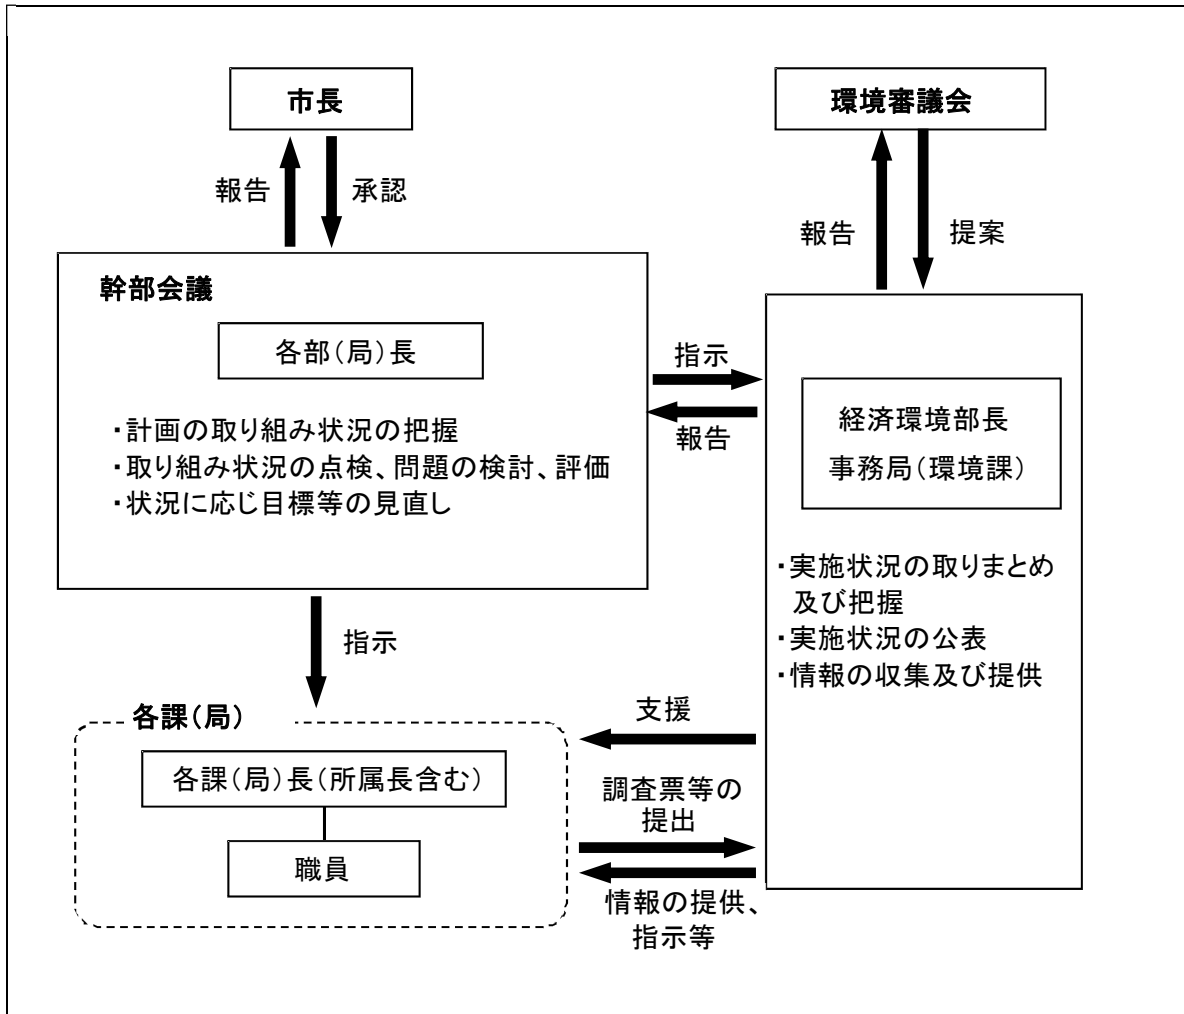 市長
環境審議会
報告
承認
報告
提案
幹部会議
各部(局)長
・計画の取り組み状況の把握
・取り組み状況の点検、問題の検討、評価
・状況に応じ目標等の見直し
指示
報告
経済環境部長
事務局(環境課)
・実施状況の取りまとめ
及び把握
・実施状況の公表
・情報の収集及び提供
指示
各課(局)
各課(局)長(所属長含む)
職員
支援
調査票等の
提出
情報の提供、
指示等